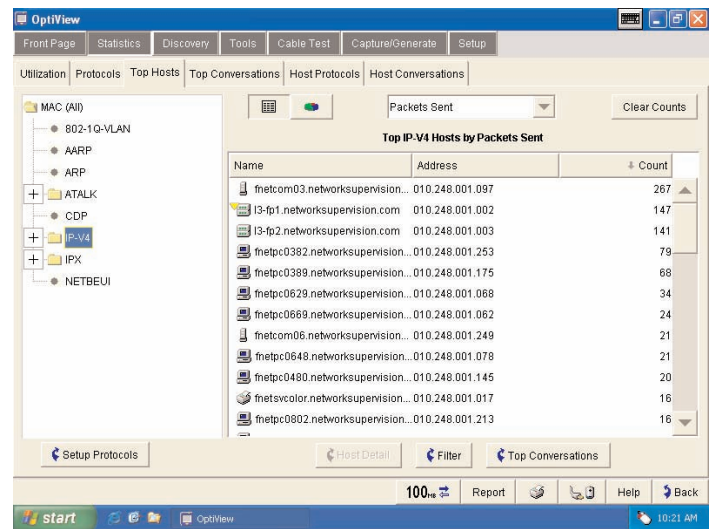 OptiView
Front Page Statistics Discovery Tools Cable Test Capture/Generate Setup
Utilization Protocols Top Hosts Top Conversations Host Protocols Host Conversations
MAC (All)
802-1Q-VLAN
AARP
ARP
ATALK
CDP
IP-V4
IPX
NETBEUI
Packets Sent
Clear Counts
Top IP-V4 Hosts by Packets Sent
Name Address Count
fnetcom03.networksupervision... 010.248.001.097 267
l3-fp1.networksupervision.com 010.248.001.002 147
l3-fp2.networksupervision.com 010.248.001.003 141
fnetpc0382.networksupervision... 010.248.001.253 79
fnetpc0389.networksupervision... 010.248.001.175 68
fnetpc0629.networksupervision... 010.248.001.068 34
fnetpc0669.networksupervision... 010.248.001.062 24
fnetcom06.networksupervision... 010.248.001.249 21
fnetpc0648.networksupervision... 010.248.001.078 21
fnetpc0480.networksupervision... 010.248.001.145 20
fnetsvcolor.networksupervision... 010.248.001.017 16
fnetpc0802.networksupervision... 010.248.001.213 16
Setup Protocols Host Detail Filter Top Conversations
100MB Report Help Back
start OptiView 10:21 AM